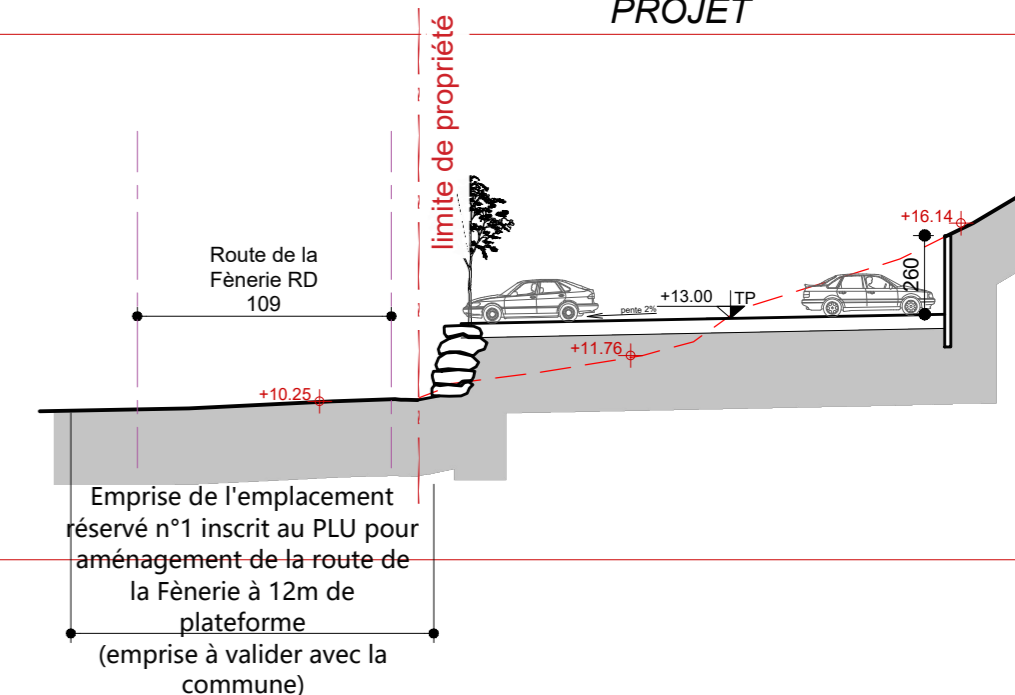 PROJET
limite de propriété
Route de la
Fènerie RD
109
+16.14
260
+13.00
TP
pente 2%
+11.76
+10.25
Emprise de l'emplacement
réservé n°1 inscrit au PLU pour
aménagement de la route de
la Fènerie à 12m de
plateforme
(emprise à valider avec la
commune)